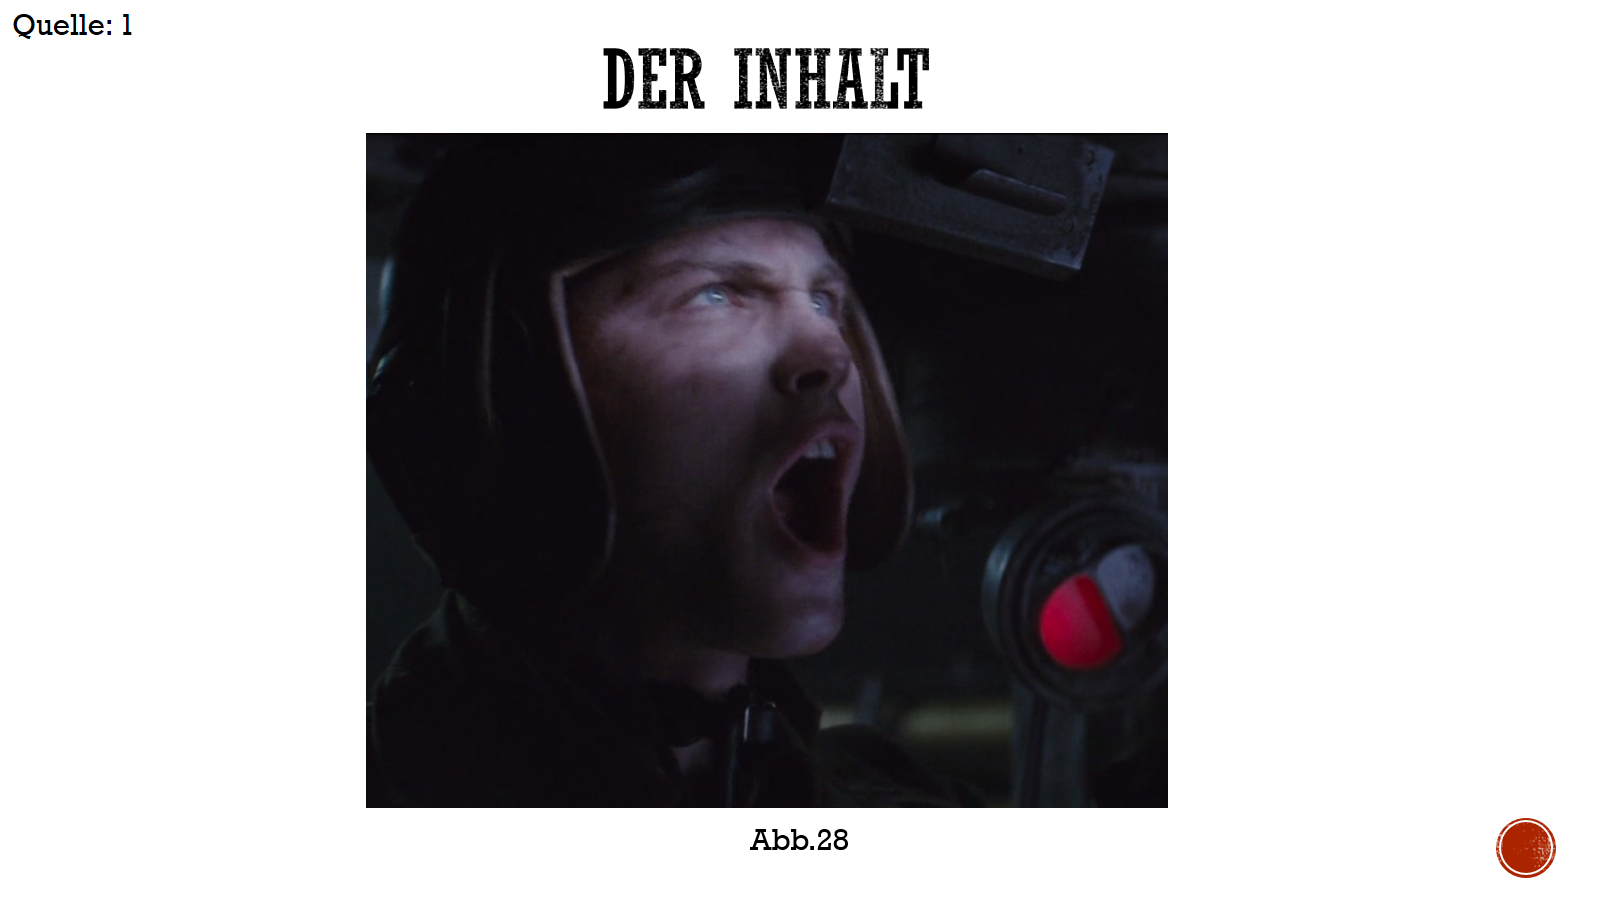 Quelle: 1
DER INHALT
Abb.28